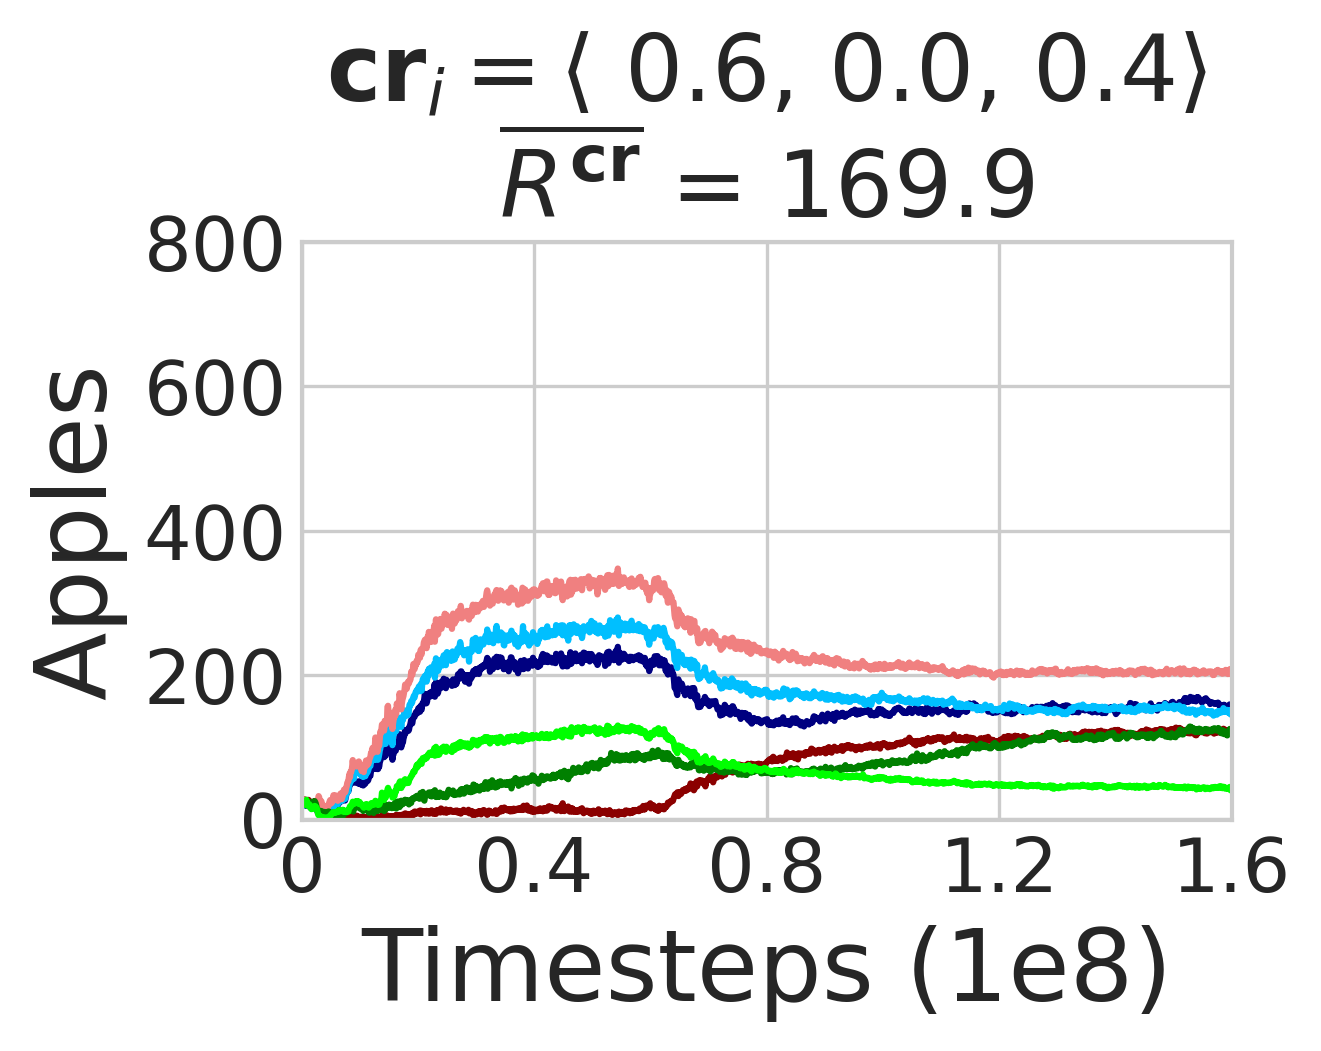 cr_i = ⟨ 0.6, 0.0, 0.4⟩
R^cr = 169.9
800
600
400
200
0
Apples
0 0.4 0.8 1.2 1.6
Timesteps (1e8)